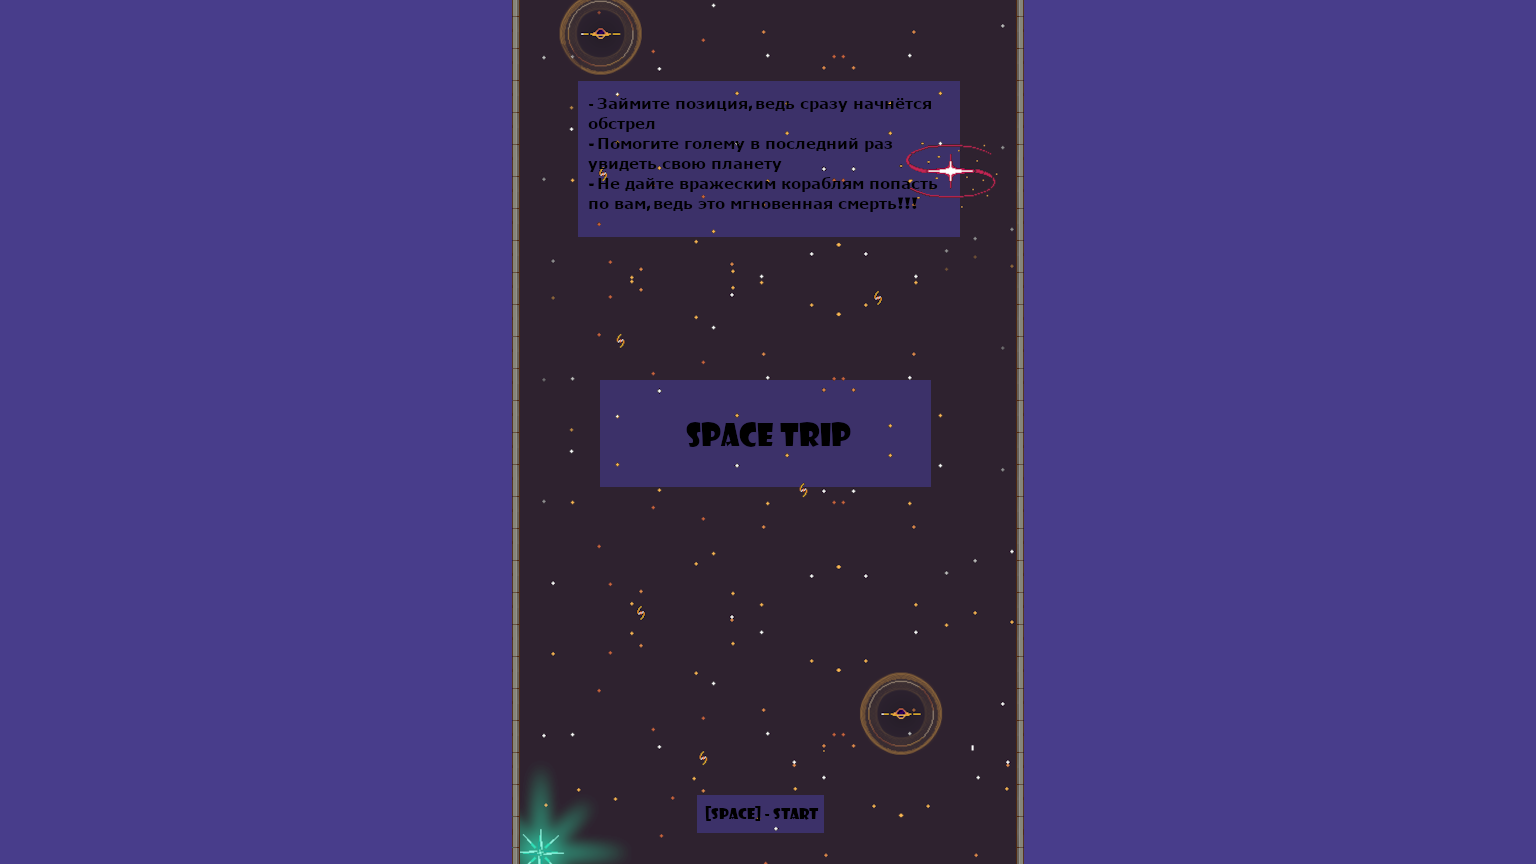 - Займите позиция, ведь сразу начнётся
обстрел
- Помогите голему в последний раз
увидеть свою планету
- Не дайте вражеским кораблям попасть
по вам, ведь это мгновенная смерть!!!
SPACE TRIP
[SPACE] - START